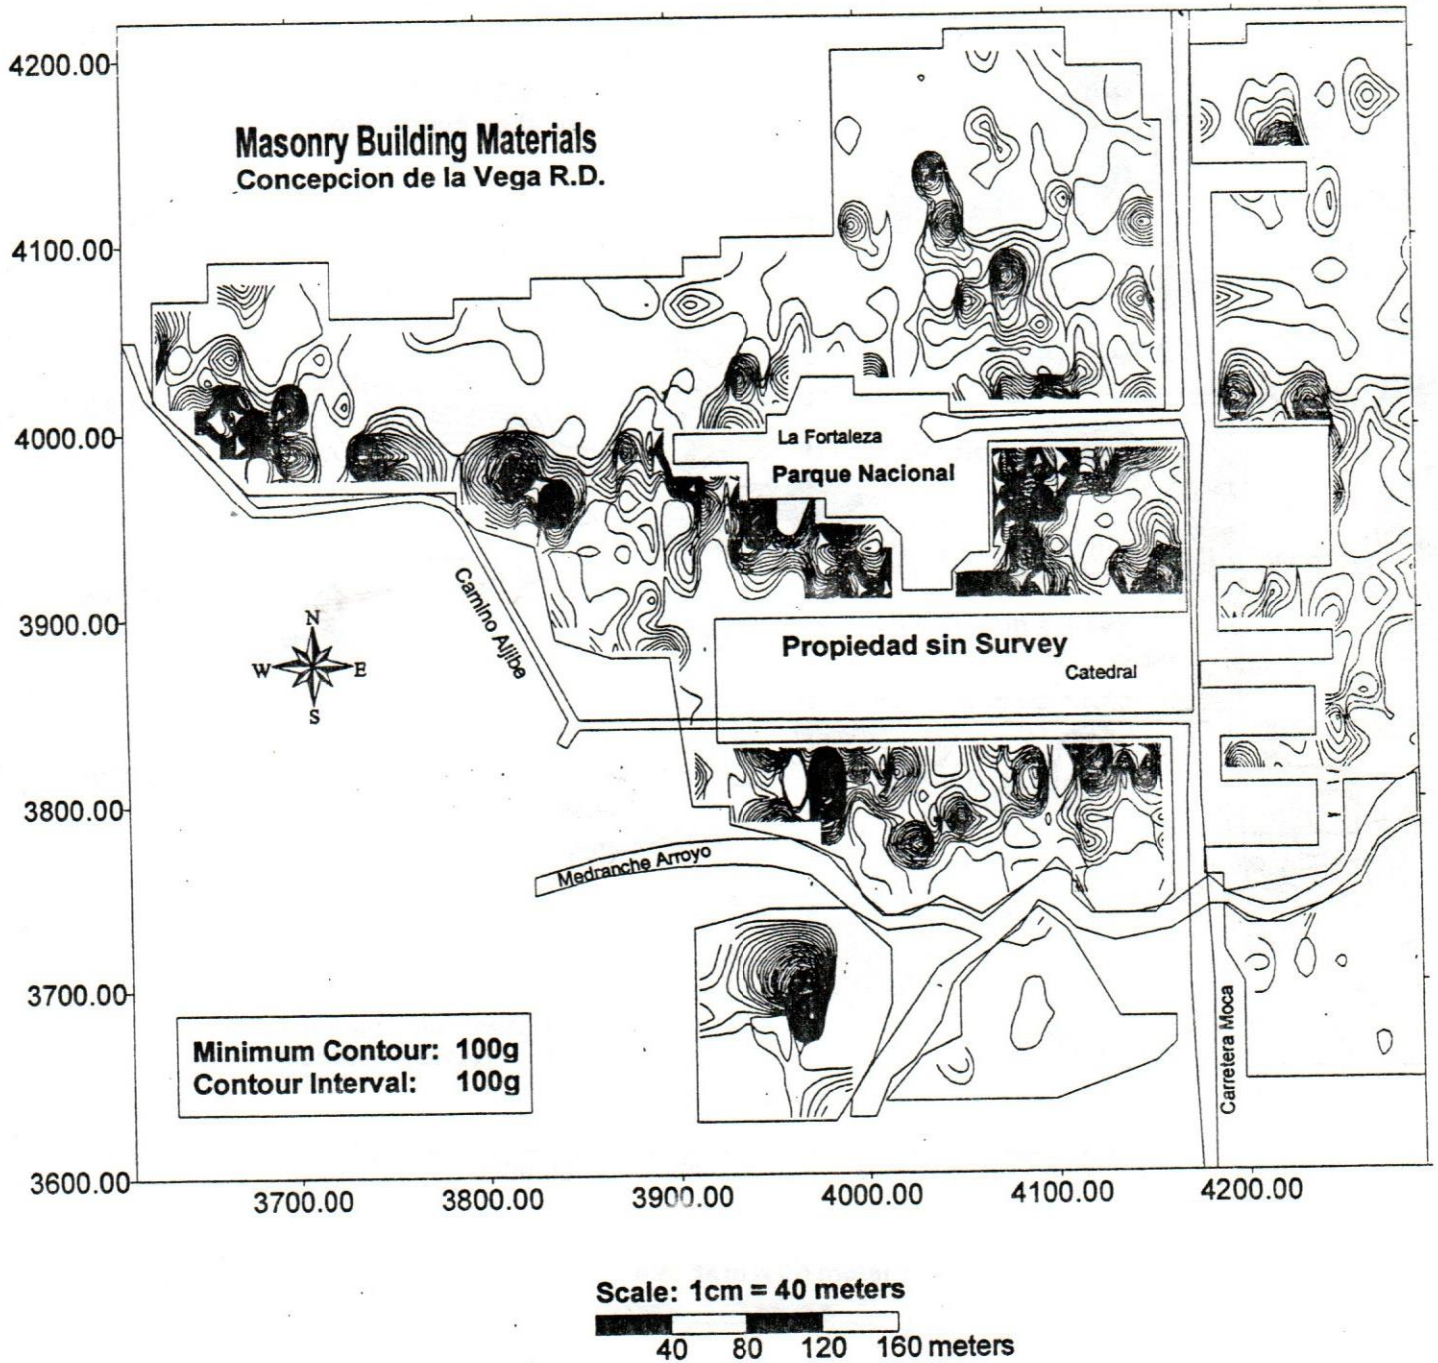 Masonry Building Materials
Concepcion de la Vega R.D.
4200.00
4100.00
4000.00
3900.00
3800.00
3700.00
3600.00
La Fortaleza
Parque Nacional
Propiedad sin Survey
Catedral
Camino Aljibe
N
W E
S
Medranche Arroyo
Carretera Moca
Minimum Contour: 100g
Contour Interval: 100g
3700.00 3800.00 3900.00 4000.00 4100.00 4200.00
Scale: 1cm = 40 meters
40 80 120 160 meters